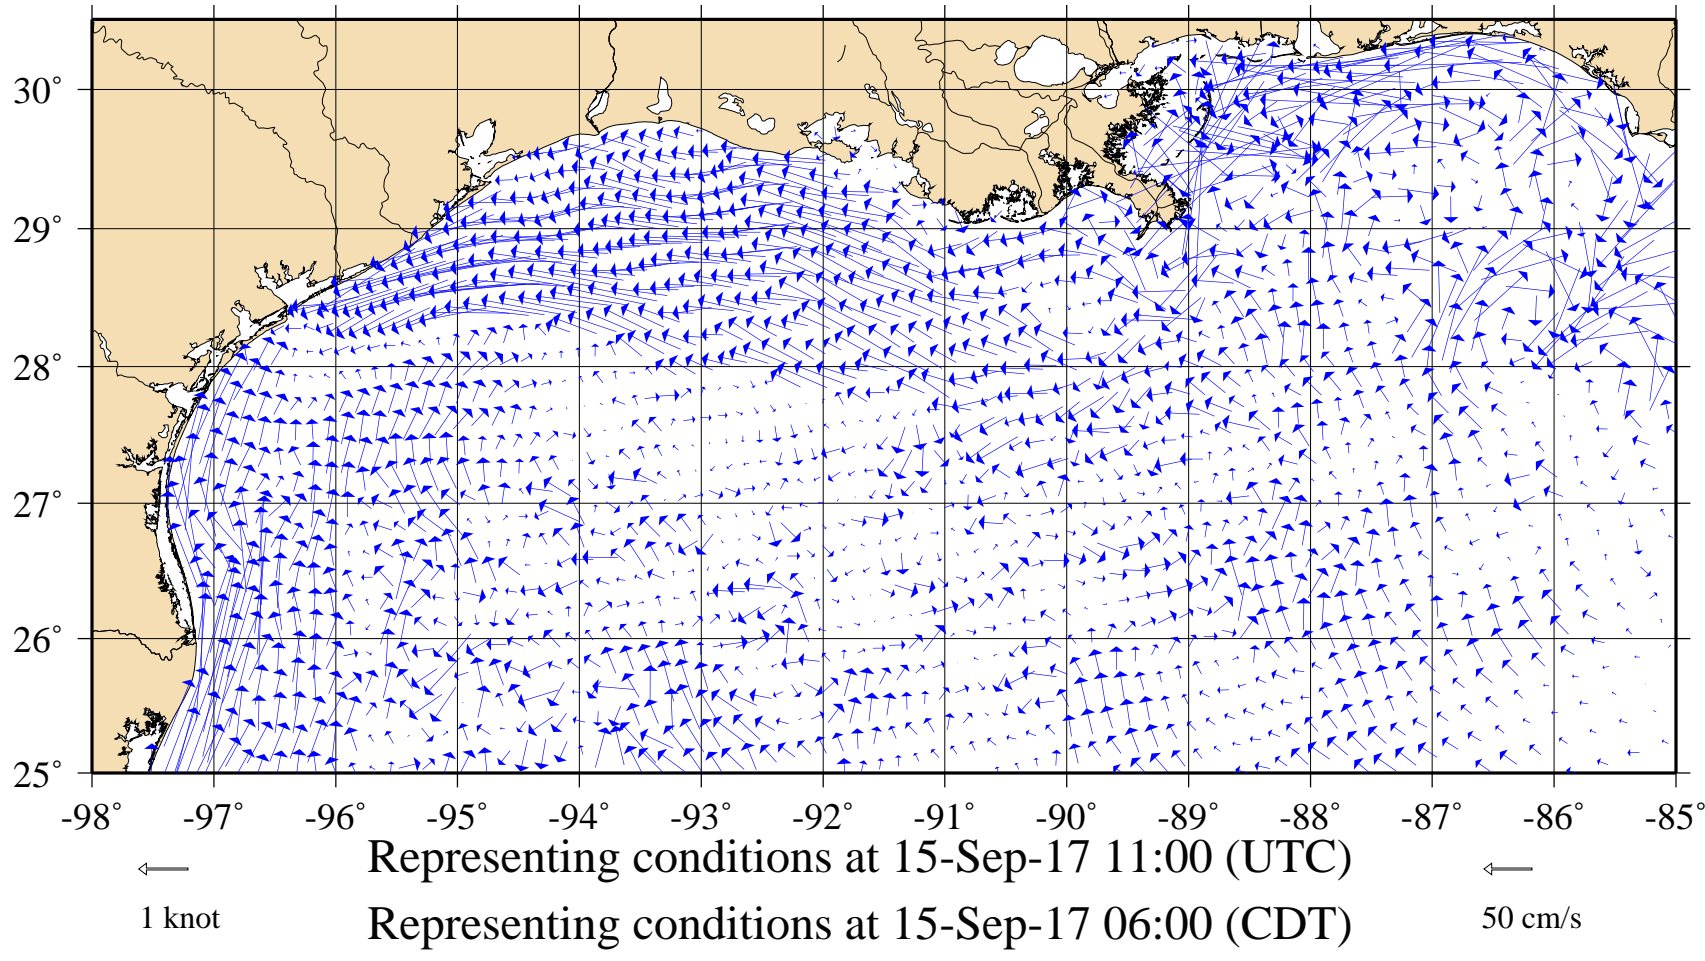 30°
29°
28°
27°
26°
25°
-98° -97° -96° -95° -94° -93° -92° -91° -90° -89° -88° -87° -86° -85°
Representing conditions at 15-Sep-17 11:00 (UTC)
1 knot
Representing conditions at 15-Sep-17 06:00 (CDT)
50 cm/s